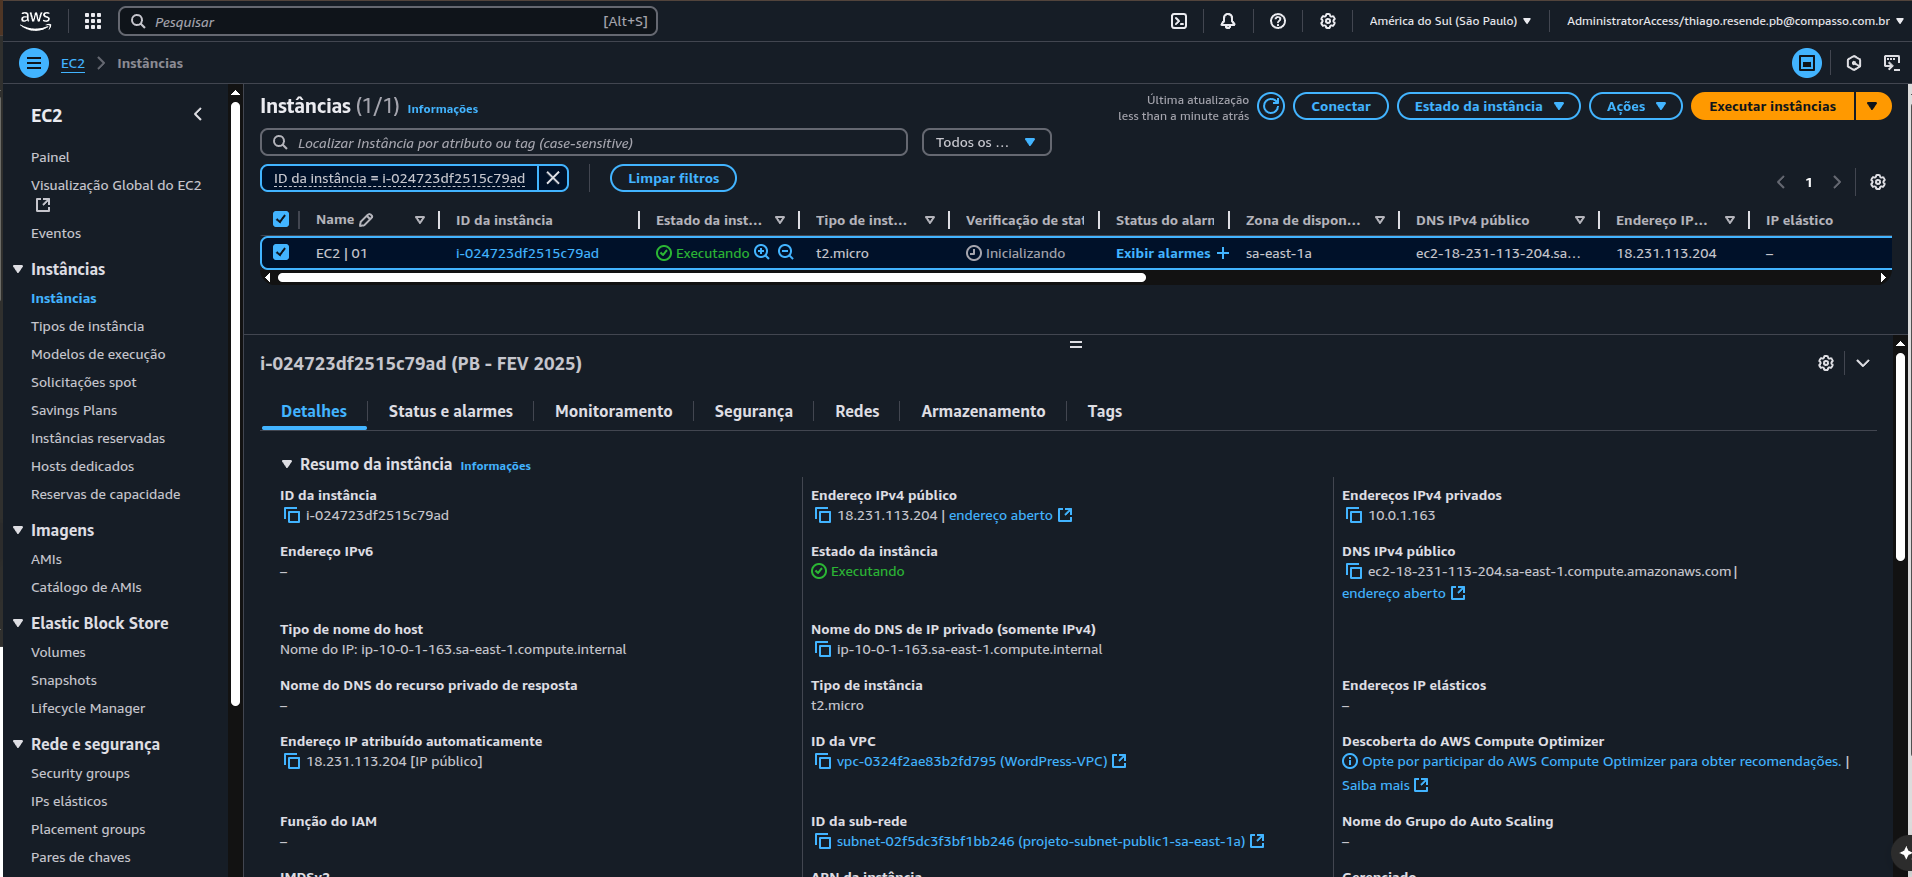 aws
Pesquisar
[Alt+S]
América do Sul (São Paulo)
AdministratorAccess/thiago.resende.pb@compasso.com.br
EC2
Instâncias
EC2
Painel
Visualização Global do EC2
Eventos
Instâncias
Instâncias
Tipos de instância
Modelos de execução
Solicitações spot
Savings Plans
Instâncias reservadas
Hosts dedicados
Reservas de capacidade
Imagens
AMIs
Catálogo de AMIs
Elastic Block Store
Volumes
Snapshots
Lifecycle Manager
Rede e segurança
Security groups
IPs elásticos
Placement groups
Pares de chaves
Instâncias (1/1) Informações
Última atualização
less than a minute atrás
Conectar
Estado da instância
Ações
Executar instâncias
Localizar Instância por atributo ou tag (case-sensitive)
Todos os ...
ID da instância = i-024723df2515c79ad
Limpar filtros
1
Name ID da instância Estado da inst... Tipo de inst... Verificação de stat Status do alarn Zona de dispon... DNS IPv4 público Endereço IP... IP elástico
EC2 | 01 i-024723df2515c79ad Executando t2.micro Inicializando Exibir alarmes + sa-east-1a ec2-18-231-113-204.sa... 18.231.113.204 –
i-024723df2515c79ad (PB - FEV 2025)
Detalhes Status e alarmes Monitoramento Segurança Redes Armazenamento Tags
Resumo da instância Informações
ID da instância
i-024723df2515c79ad
Endereço IPv4 público
18.231.113.204 | endereço aberto
Endereços IPv4 privados
10.0.1.163
Endereço IPv6
–
Estado da instância
Executando
DNS IPv4 público
ec2-18-231-113-204.sa-east-1.compute.amazonaws.com |
endereço aberto
Tipo de nome do host
Nome do IP: ip-10-0-1-163.sa-east-1.compute.internal
Nome do DNS de IP privado (somente IPv4)
ip-10-0-1-163.sa-east-1.compute.internal
Nome do DNS do recurso privado de resposta
–
Tipo de instância
t2.micro
Endereços IP elásticos
–
Endereço IP atribuído automaticamente
18.231.113.204 [IP público]
ID da VPC
vpc-0324f2ae83b2fd795 (WordPress-VPC)
Descoberta do AWS Compute Optimizer
Opte por participar do AWS Compute Optimizer para obter recomendações. |
Saiba mais
Função do IAM
–
ID da sub-rede
subnet-02f5dc3f3bf1bb246 (projeto-subnet-public1-sa-east-1a)
Nome do Grupo do Auto Scaling
–
IMDSv2
ARN da instância
Gerenciado